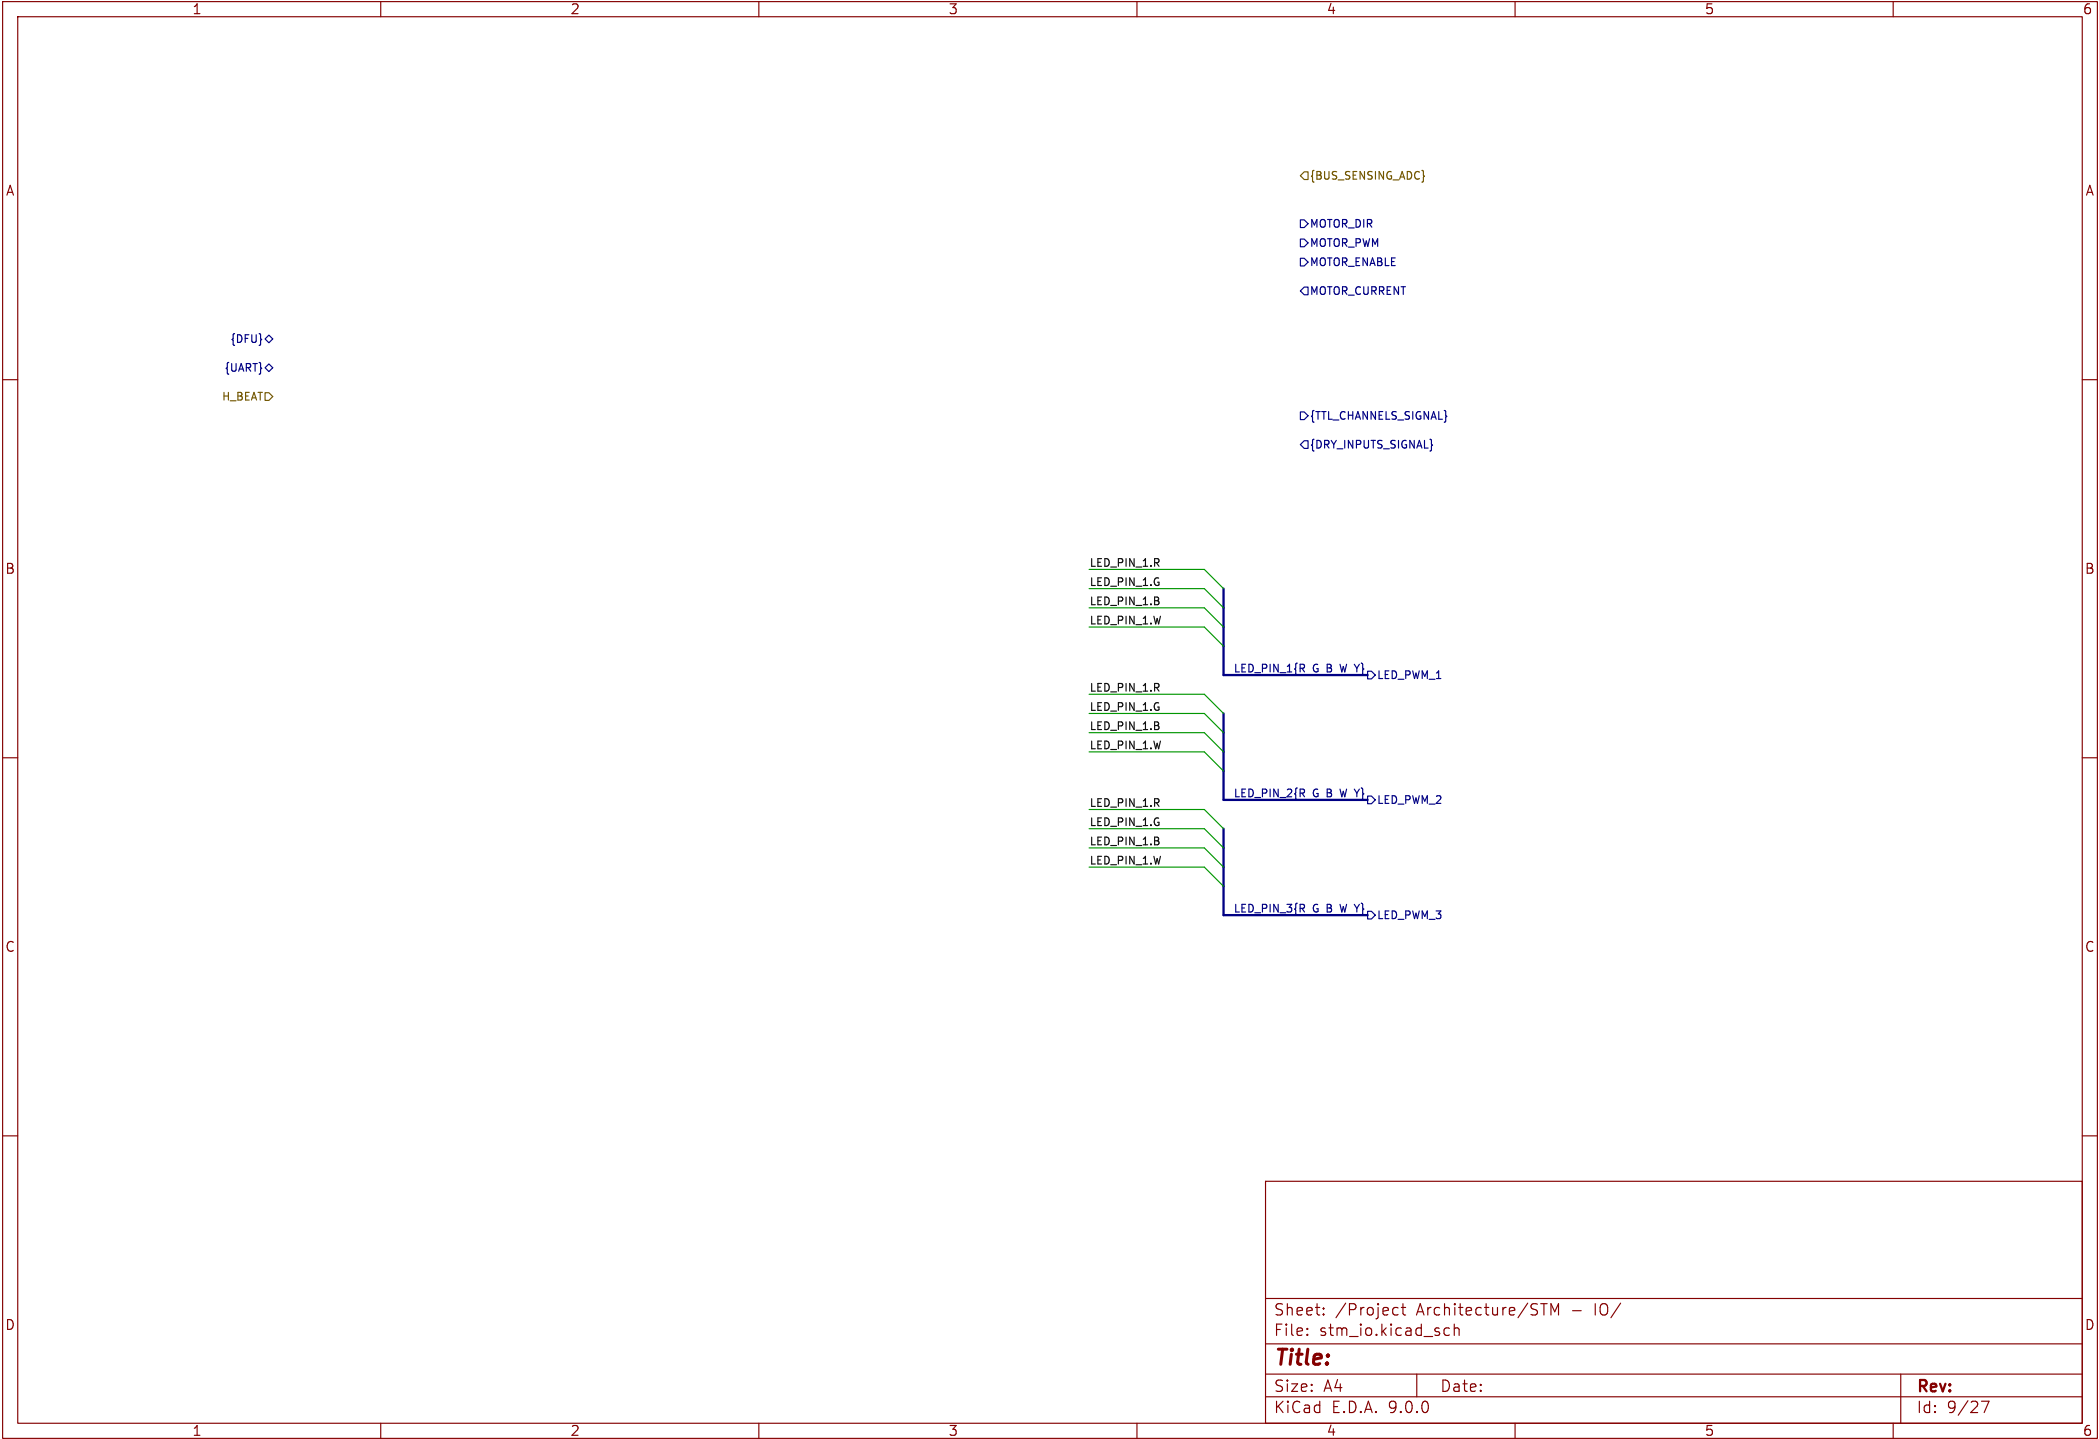 1 2 3 4 5 6
A A
{BUS_SENSING_ADC}
MOTOR_DIR
MOTOR_PWM
MOTOR_ENABLE
MOTOR_CURRENT
{DFU}
{UART}
H_BEAT
{TTL_CHANNELS_SIGNAL}
{DRY_INPUTS_SIGNAL}
B B
LED_PIN_1.R
LED_PIN_1.G
LED_PIN_1.B
LED_PIN_1.W
LED_PIN_1{R G B W Y} LED_PWM_1
LED_PIN_1.R
LED_PIN_1.G
LED_PIN_1.B
LED_PIN_1.W
LED_PIN_2{R G B W Y} LED_PWM_2
LED_PIN_1.R
LED_PIN_1.G
LED_PIN_1.B
LED_PIN_1.W
LED_PIN_3{R G B W Y} LED_PWM_3
C C
Sheet: /Project Architecture/STM - IO/
File: stm_io.kicad_sch
D D
Title:
Size: A4 Date: Rev:
KiCad E.D.A. 9.0.0 Id: 9/27
1 2 3 4 5 6